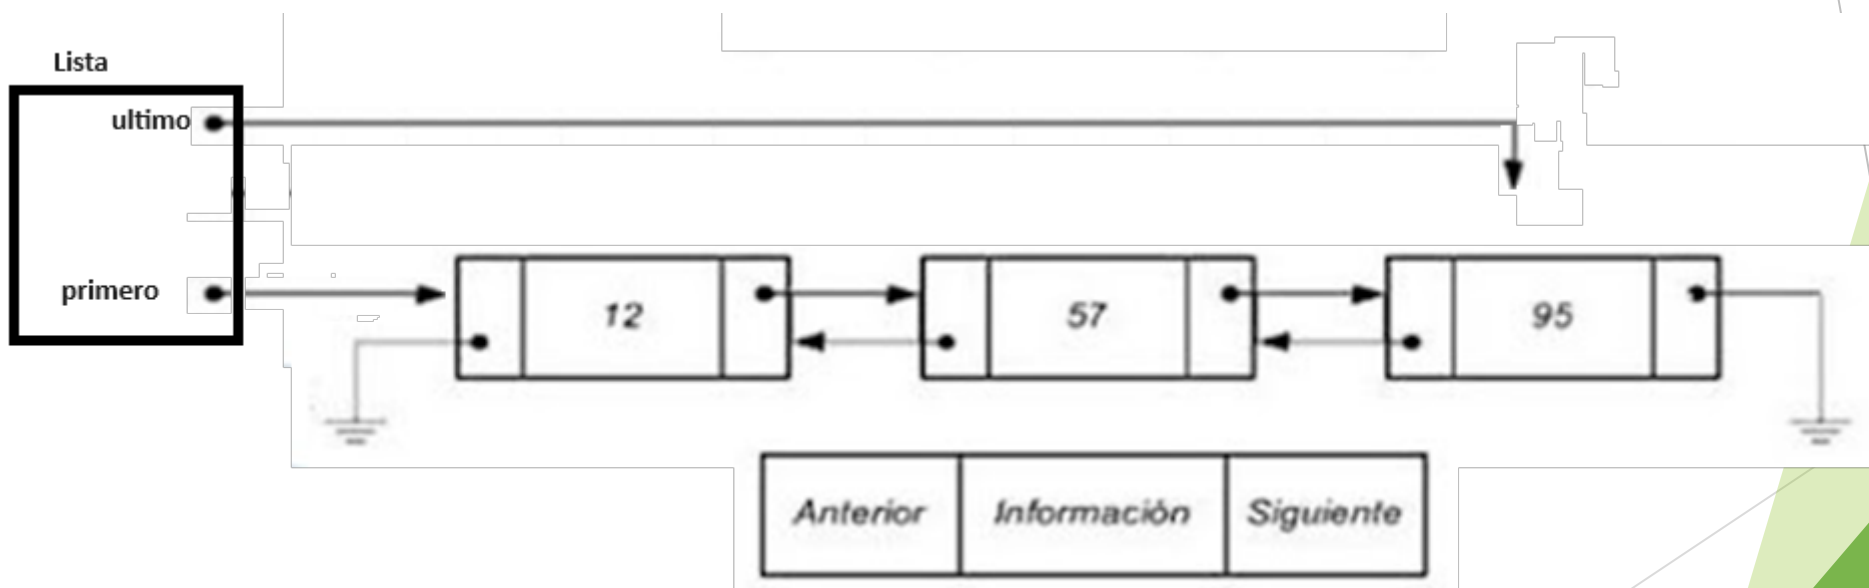 Lista
ultimo
primero
12
57
95
Anterior
Información
Siguiente